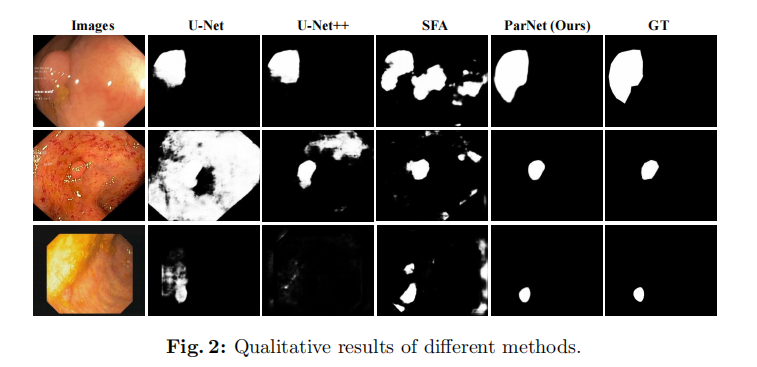 Images U-Net U-Net++ SFA ParNet (Ours) GT
Fig. 2: Qualitative results of different methods.